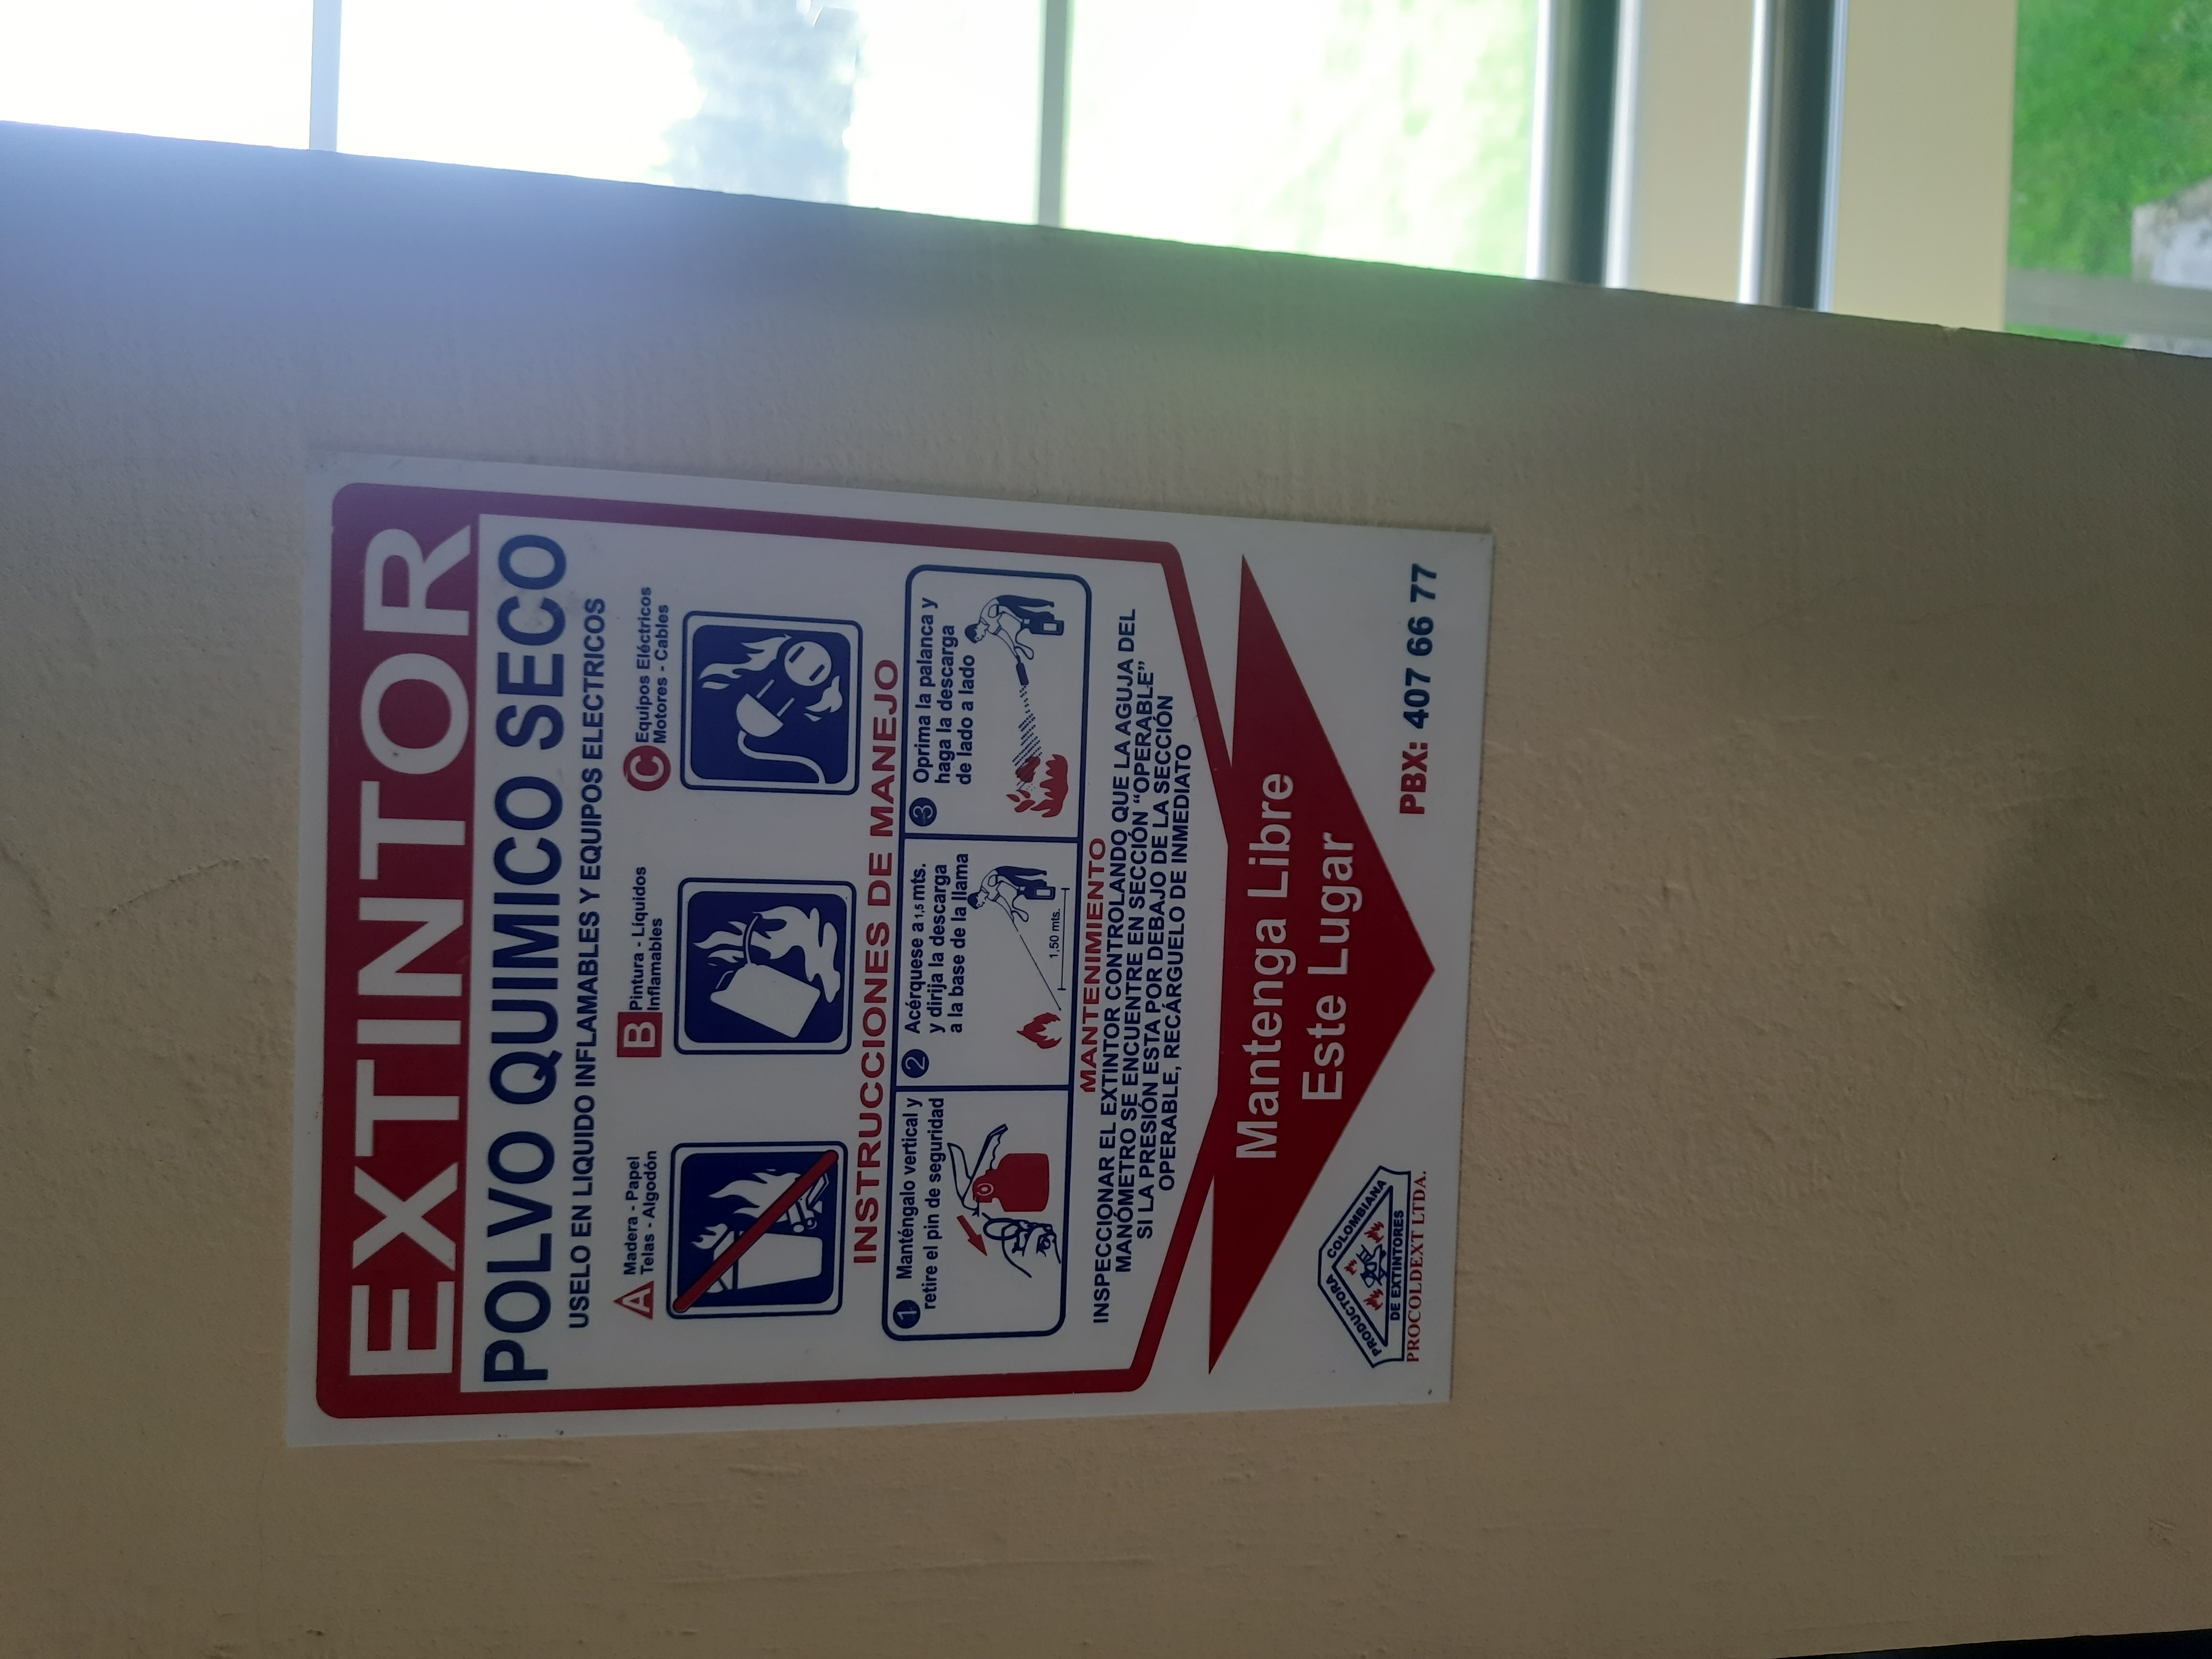 EXTINTOR
POLVO QUIMICO SECO
USELO EN LIQUIDO INFLAMABLES Y EQUIPOS ELECTRICOS
A Madera - Papel
Telas - Algodón
B Pintura - Líquidos
Inflamables
C Equipos Eléctricos
Motores - Cables
INSTRUCCIONES DE MANEJO
1 Manténgalo vertical y
retire el pin de seguridad
2 Acérquese a 1,5 mts.
y dirija la descarga
a la base de la llama
1,50 mts.
3 Oprima la palanca y
haga la descarga
de lado a lado
MANTENIMIENTO
INSPECCIONAR EL EXTINTOR CONTROLANDO QUE LA AGUJA DEL
MANÓMETRO SE ENCUENTRE EN SECCIÓN “OPERABLE”
SI LA PRESIÓN ESTA POR DEBAJO DE LA SECCIÓN
OPERABLE, RECÁRGUELO DE INMEDIATO
Mantenga Libre
Este Lugar
PRODUCTORA COLOMBIANA
DE EXTINTORES
PROCOLDEXT LTDA.
PBX: 407 66 77